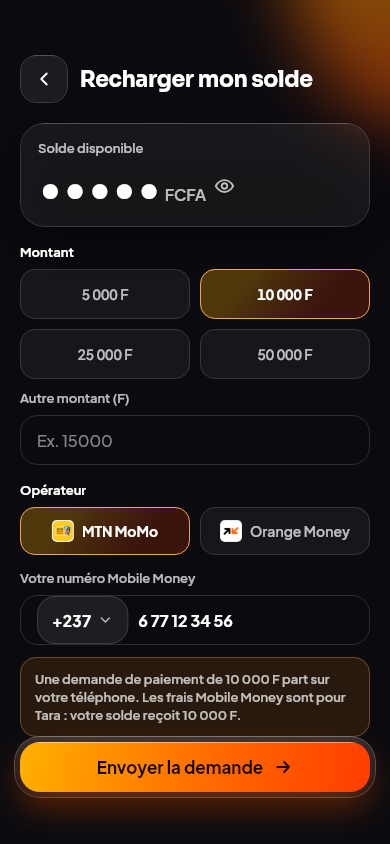 Recharger mon solde
Solde disponible
●●●●● FCFA
Montant
5 000 F
10 000 F
25 000 F
50 000 F
Autre montant (F)
Ex. 15000
Opérateur
MTN MoMo
Orange Money
Votre numéro Mobile Money
+237 6 77 12 34 56
Une demande de paiement de 10 000 F part sur
votre téléphone. Les frais Mobile Money sont pour
Tara : votre solde reçoit 10 000 F.
Envoyer la demande →